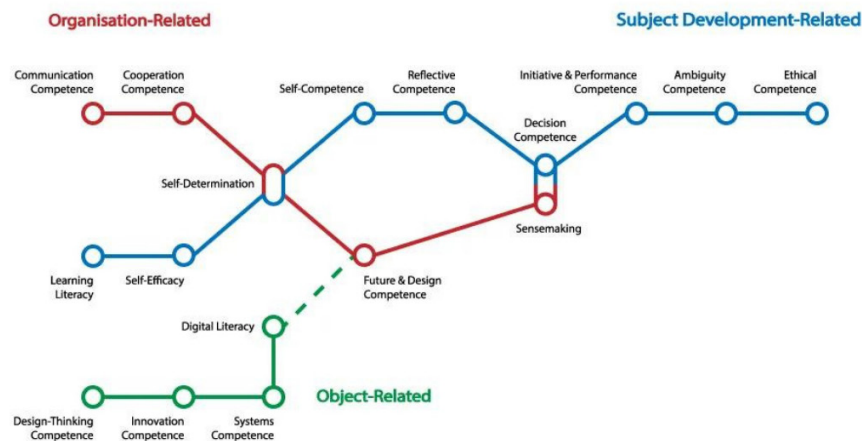 Organisation-Related
Subject Development-Related
Communication
Competence
Cooperation
Competence
Self-Competence
Reflective
Competence
Initiative & Performance
Competence
Ambiguity
Competence
Ethical
Competence
Decision
Competence
Self-Determination
Sensemaking
Learning
Literacy
Self-Efficacy
Future & Design
Competence
Digital Literacy
Object-Related
Design-Thinking
Competence
Innovation
Competence
Systems
Competence